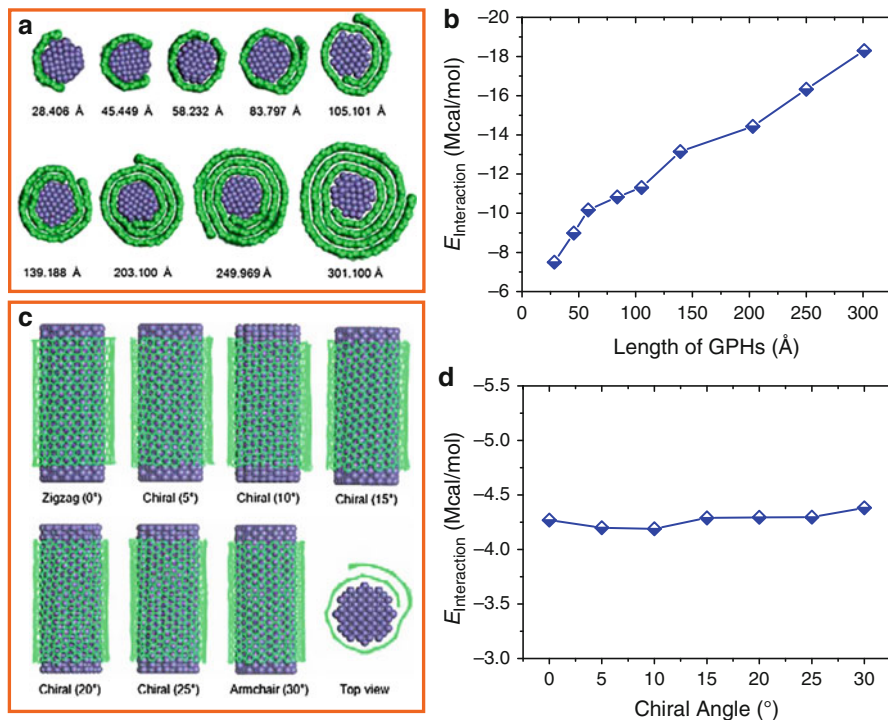 a
28.406 Å 45.449 Å 58.232 Å 83.797 Å 105.101 Å
139.188 Å 203.100 Å 249.969 Å 301.100 Å
b
−20
−18
−16
−14
−12
−10
−8
−6
E Interaction (Mcal/mol)
0 50 100 150 200 250 300
Length of GPHs (Å)
c
Zigzag (0°) Chiral (5°) Chiral (10°) Chiral (15°)
Chiral (20°) Chiral (25°) Armchair (30°) Top view
d
−5.5
−5.0
−4.5
−4.0
−3.5
−3.0
E Interaction (Mcal/mol)
0 5 10 15 20 25 30
Chiral Angle (°)